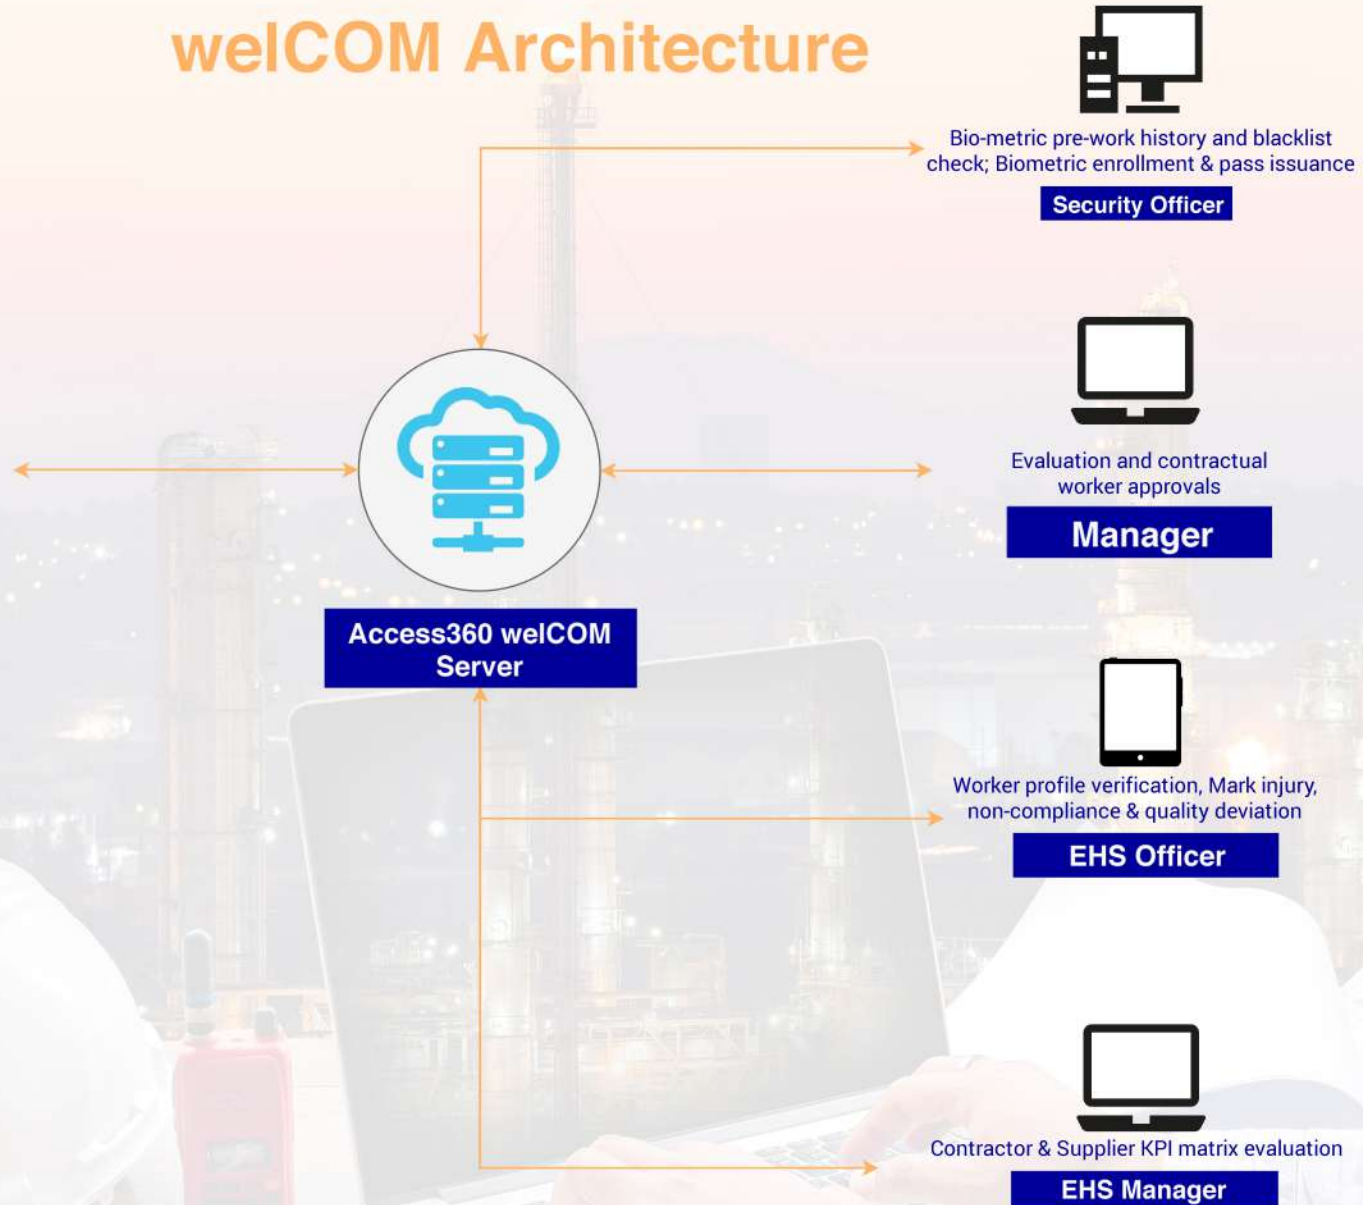 welCOM Architecture
Bio-metric pre-work history and blacklist
check; Biometric enrollment & pass issuance
Security Officer
Evaluation and contractual
worker approvals
Manager
Access360 welCOM
Server
Worker profile verification, Mark injury,
non-compliance & quality deviation
EHS Officer
Contractor & Supplier KPI matrix evaluation
EHS Manager